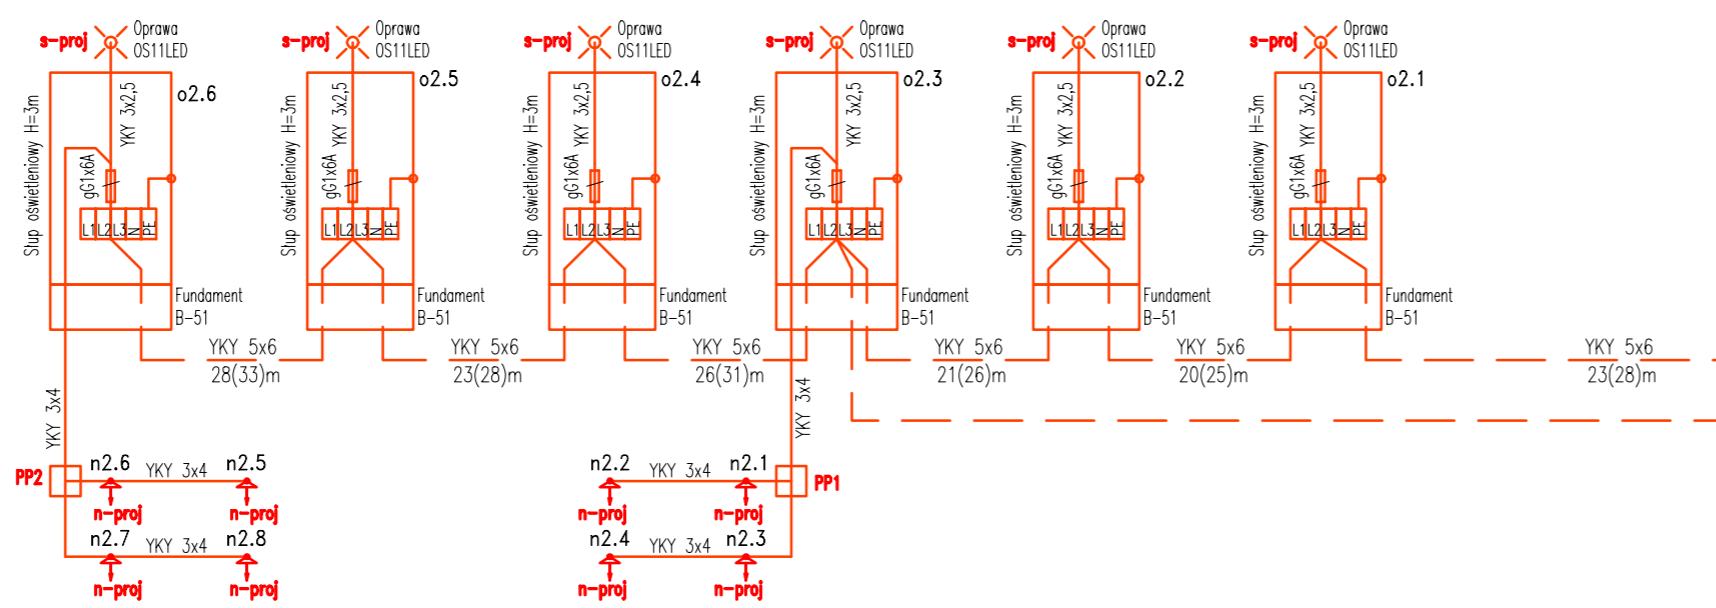 s-proj
Oprawa
OS11LED
s-proj
Oprawa
OS11LED
s-proj
Oprawa
OS11LED
s-proj
Oprawa
OS11LED
s-proj
Oprawa
OS11LED
s-proj
Oprawa
OS11LED
o2.6
o2.5
o2.4
o2.3
o2.2
o2.1
Słup oświetleniowy H=3m
YKY 3x2,5
gG1x6A
L1 L2 L3 N PE
Słup oświetleniowy H=3m
YKY 3x2,5
gG1x6A
L1 L2 L3 N PE
Słup oświetleniowy H=3m
YKY 3x2,5
gG1x6A
L1 L2 L3 N PE
Słup oświetleniowy H=3m
YKY 3x2,5
gG1x6A
L1 L2 L3 N PE
Słup oświetleniowy H=3m
YKY 3x2,5
gG1x6A
L1 L2 L3 N PE
Słup oświetleniowy H=3m
YKY 3x2,5
gG1x6A
L1 L2 L3 N PE
Fundament
B-51
Fundament
B-51
Fundament
B-51
Fundament
B-51
Fundament
B-51
Fundament
B-51
YKY 5x6
28(33)m
YKY 5x6
23(28)m
YKY 5x6
26(31)m
YKY 5x6
21(26)m
YKY 5x6
20(25)m
YKY 5x6
23(28)m
YKY 3x4
YKY 3x4
PP2
n2.6
YKY 3x4
n2.5
n-proj
n-proj
n2.7
YKY 3x4
n2.8
n-proj
n-proj
n2.2
YKY 3x4
n2.1
PP1
n-proj
n-proj
n2.4
YKY 3x4
n2.3
n-proj
n-proj